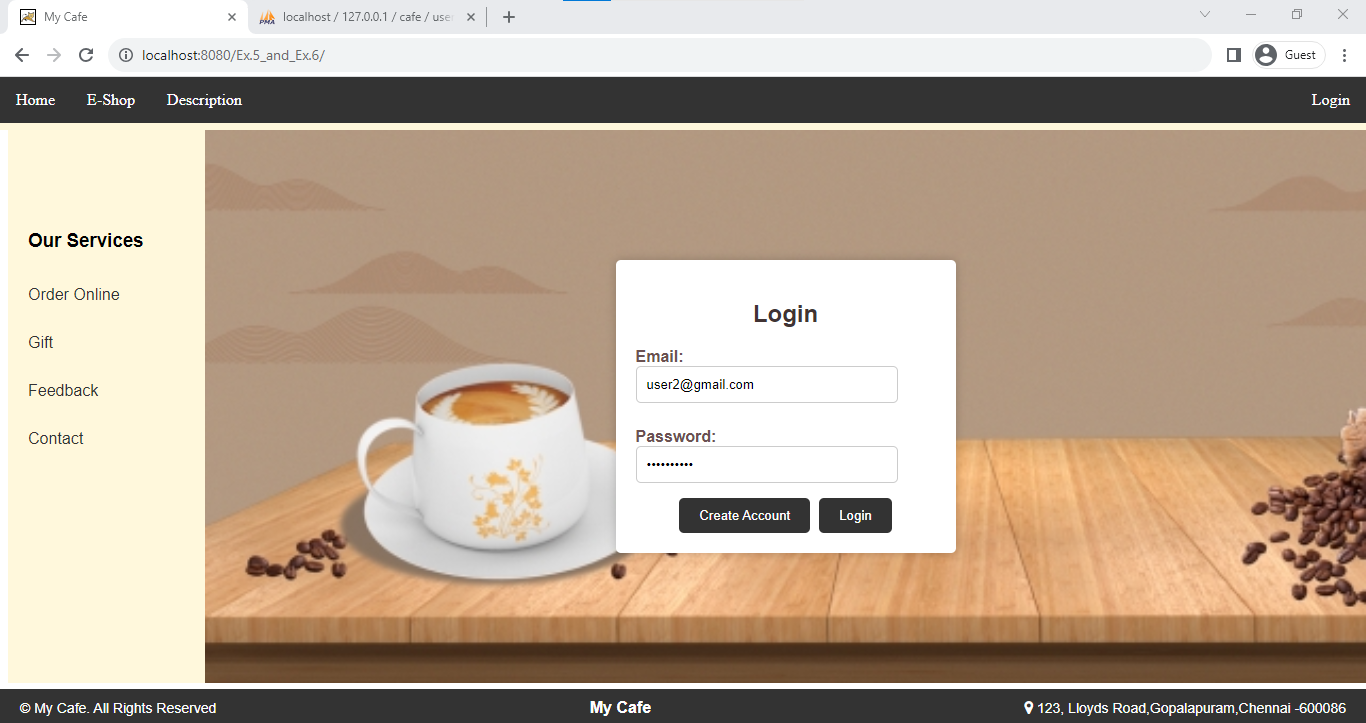 My Cafe
PMA
localhost / 127.0.0.1 / cafe / user
localhost:8080/Ex.5_and_Ex.6/
Guest
Home
E-Shop
Description
Login
Our Services
Order Online
Gift
Feedback
Contact
Login
Email:
user2@gmail.com
Password:
••••••••••
Create Account
Login
© My Cafe. All Rights Reserved
My Cafe
123, Lloyds Road,Gopalapuram,Chennai -600086